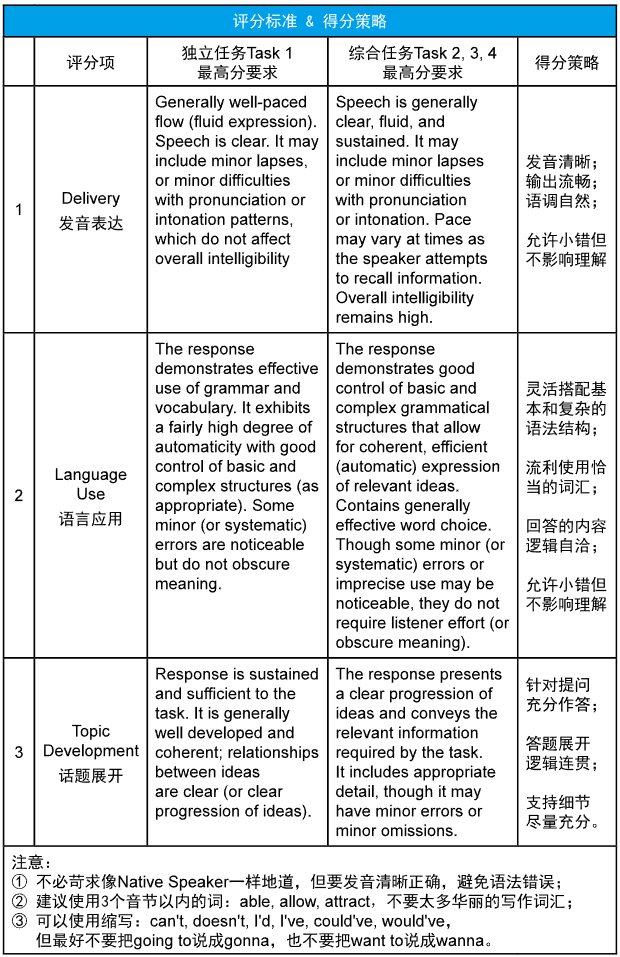 评分标准 & 得分策略
评分项
独立任务Task 1
最高分要求
综合任务Task 2, 3, 4
最高分要求
得分策略
1
Delivery
发音表达
Generally well-paced
flow (fluid expression).
Speech is clear. It may
include minor lapses,
or minor difficulties
with pronunciation or
intonation patterns,
which do not affect
overall intelligibility
Speech is generally
clear, fluid, and
sustained. It may
include minor lapses
or minor difficulties
with pronunciation
or intonation. Pace
may vary at times as
the speaker attempts
to recall information.
Overall intelligibility
remains high.
发音清晰；
输出流畅；
语调自然；
允许小错但
不影响理解
2
Language
Use
语言应用
The response
demonstrates effective
use of grammar and
vocabulary. It exhibits
a fairly high degree of
automaticity with good
control of basic and
complex structures (as
appropriate). Some
minor (or systematic)
errors are noticeable
but do not obscure
meaning.
The response
demonstrates good
control of basic and
complex grammatical
structures that allow
for coherent, efficient
(automatic) expression
of relevant ideas.
Contains generally
effective word choice.
Though some minor (or
systematic) errors or
imprecise use may be
noticeable, they do not
require listener effort (or
obscure meaning).
灵活搭配基
本和复杂的
语法结构；
流利使用恰
当的词汇；
回答的内容
逻辑自洽；
允许小错但
不影响理解
3
Topic
Development
话题展开
Response is sustained
and sufficient to the
task. It is generally
well developed and
coherent; relationships
between ideas
are clear (or clear
progression of ideas).
The response presents
a clear progression of
ideas and conveys the
relevant information
required by the task.
It includes appropriate
detail, though it may
have minor errors or
minor omissions.
针对提问
充分作答；
答题展开
逻辑连贯；
支持细节
尽量充分。
注意：
① 不必苛求像Native Speaker一样地道，但要发音清晰正确，避免语法错误；
② 建议使用3个音节以内的词：able, allow, attract，不要太多华丽的写作词汇；
③ 可以使用缩写：can't, doesn't, I'd, I've, could've, would've,
但最好不要把going to说成gonna，也不要把want to说成wanna。